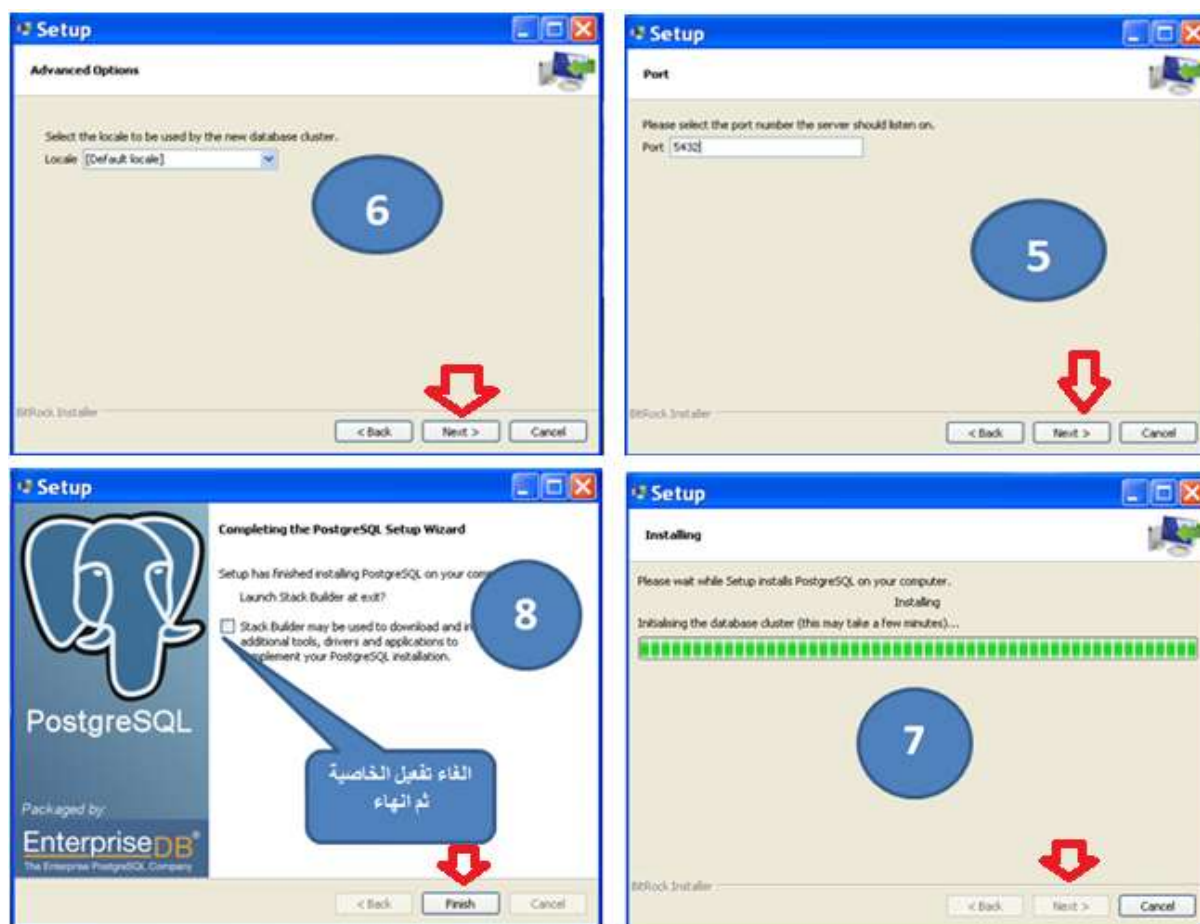 Setup
Advanced Options
Select the locale to be used by the new database cluster.
Locale [Default locale]
6
BitRock Installer
< Back Next > Cancel
Setup
Port
Please select the port number the server should listen on.
Port 5432
5
BitRock Installer
< Back Next > Cancel
Setup
Completing the PostgreSQL Setup Wizard
Setup has finished installing PostgreSQL on your
Launch Stack Builder at exit?
8
Stack Builder may be used to download and
additional tools, drivers and applications to
your PostgreSQL installation.
PostgreSQL
الغاء تفعيل الخاصية
ثم انهاء
Packaged by:
EnterpriseDB®
The Enterprise PostgreSQL Company
< Back Finish Cancel
Setup
Installing
Please wait while Setup installs PostgreSQL on your computer.
Installing
Initialising the database cluster (this may take a few minutes)...
7
BitRock Installer
< Back Next > Cancel